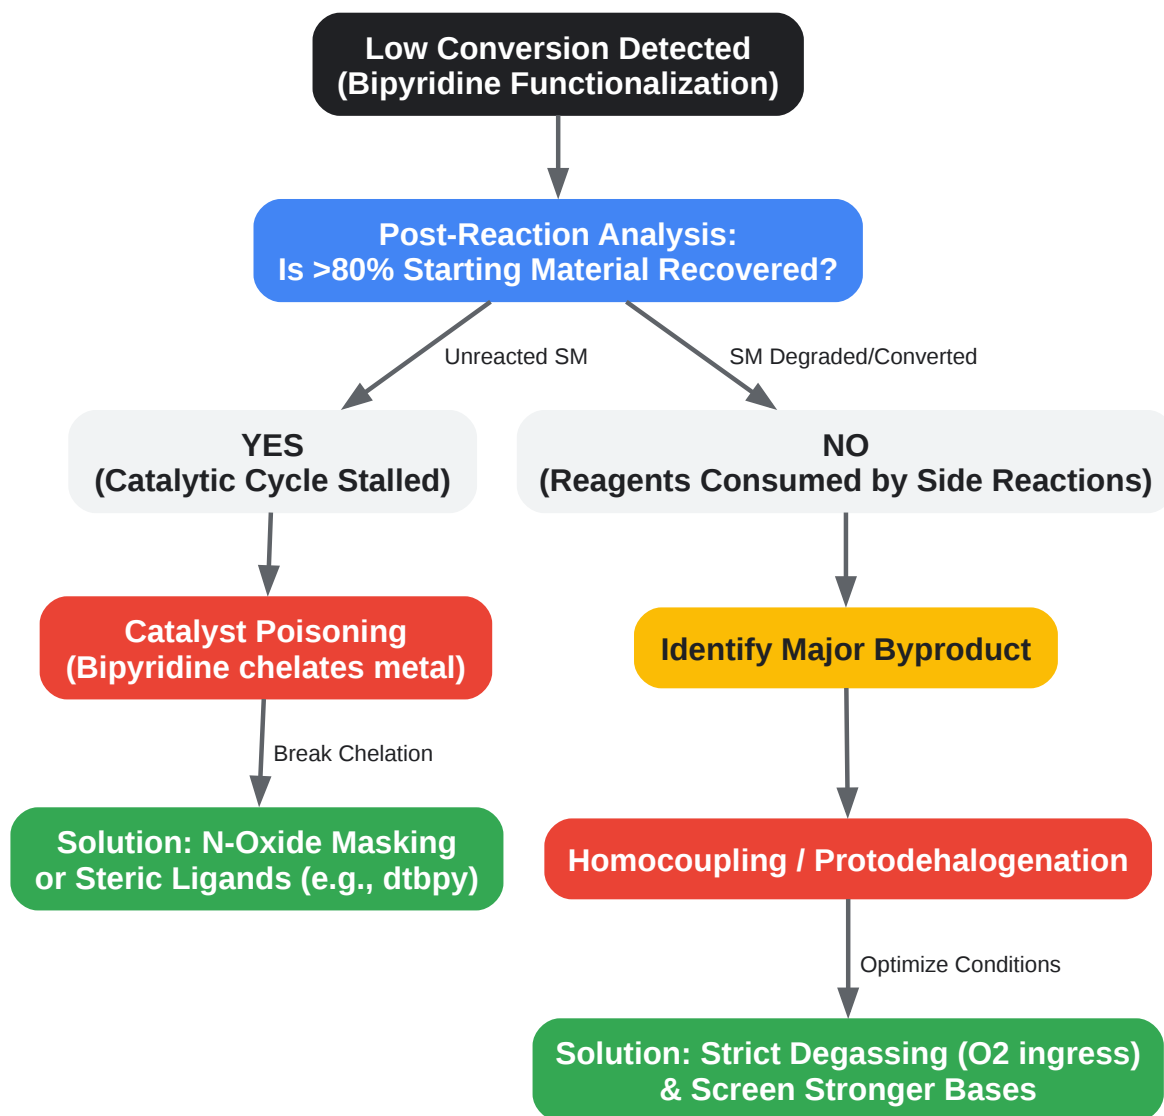 Low Conversion Detected
(Bipyridine Functionalization)
Post-Reaction Analysis:
Is >80% Starting Material Recovered?
Unreacted SM
SM Degraded/Converted
YES
(Catalytic Cycle Stalled)
NO
(Reagents Consumed by Side Reactions)
Catalyst Poisoning
(Bipyridine chelates metal)
Identify Major Byproduct
Break Chelation
Solution: N-Oxide Masking
or Steric Ligands (e.g., dtbpy)
Homocoupling / Protodehalogenation
Optimize Conditions
Solution: Strict Degassing (O2 ingress)
& Screen Stronger Bases